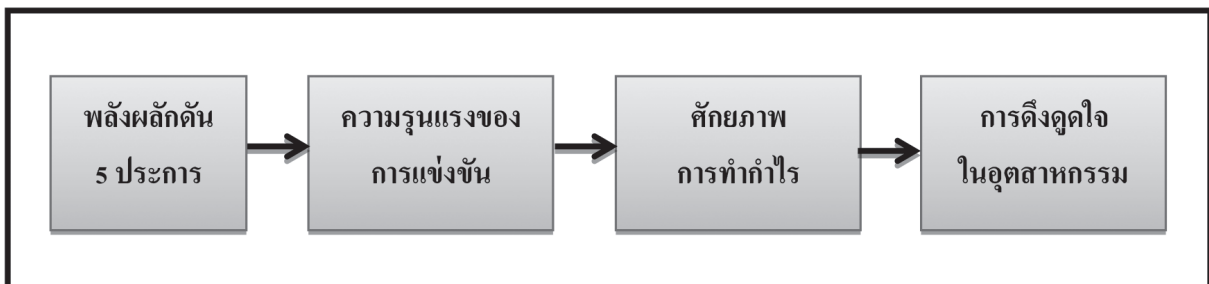 พลังผลักดัน
5 ประการ
ความรุนแรงของ
การแข่งขัน
ศักยภาพ
การทำกำไร
การดึงดูดใจ
ในอุตสาหกรรม